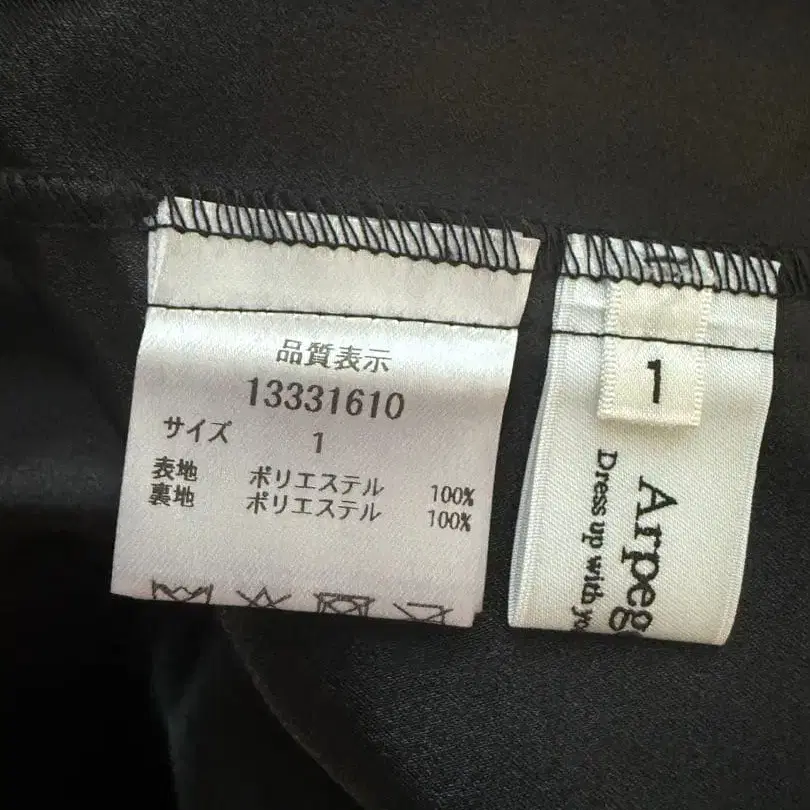 品質表示
13331610
サイズ 1
表地 ポリエステル 100%
裏地 ポリエステル 100%
1
Arpeg
Dress up with